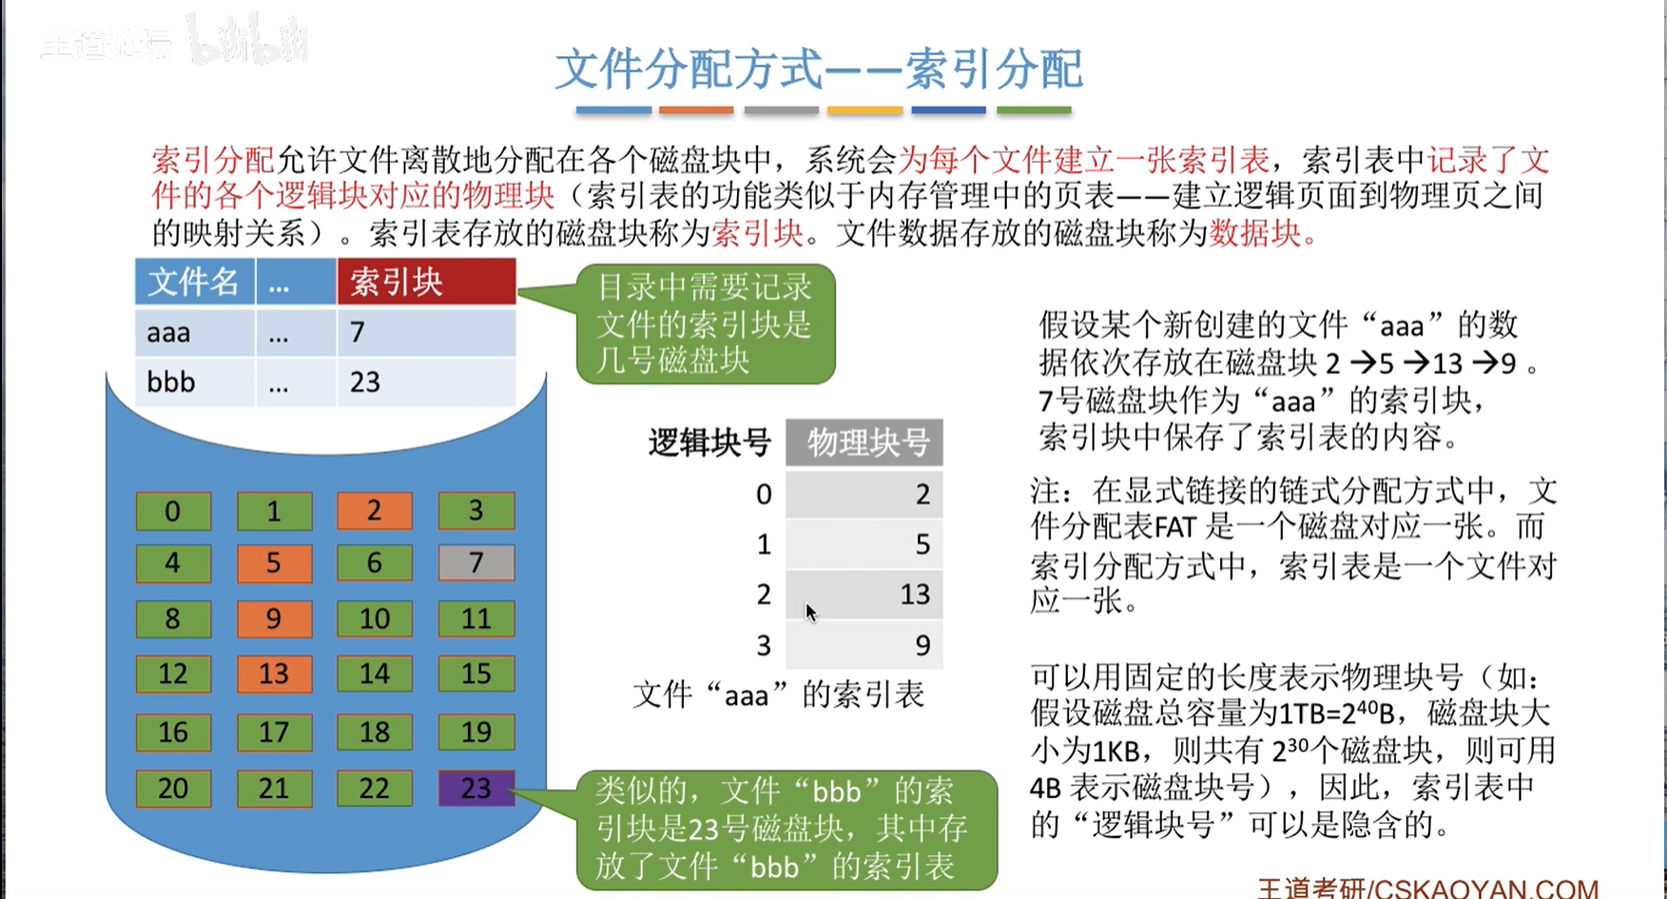 王道论坛 bilibili
文件分配方式——索引分配
索引分配允许文件离散地分配在各个磁盘块中，系统会为每个文件建立一张索引表，索引表中记录了文
件的各个逻辑块对应的物理块（索引表的功能类似于内存管理中的页表——建立逻辑页面到物理页之间
的映射关系）。索引表存放的磁盘块称为索引块。文件数据存放的磁盘块称为数据块。
文件名 ... 索引块
aaa ... 7
bbb ... 23
目录中需要记录
文件的索引块是
几号磁盘块
0 1 2 3
4 5 6 7
8 9 10 11
12 13 14 15
16 17 18 19
20 21 22 23
逻辑块号 物理块号
0 2
1 5
2 13
3 9
文件“aaa”的索引表
类似的，文件“bbb”的索
引块是23号磁盘块，其中存
放了文件“bbb”的索引表
假设某个新创建的文件“aaa”的数
据依次存放在磁盘块 2 →5 →13 →9 。
7号磁盘块作为“aaa”的索引块，
索引块中保存了索引表的内容。
注：在显式链接的链式分配方式中，文
件分配表FAT 是一个磁盘对应一张。而
索引分配方式中，索引表是一个文件对
应一张。
可以用固定的长度表示物理块号（如：
假设磁盘总容量为1TB=2⁴⁰B，磁盘块大
小为1KB，则共有 2³⁰个磁盘块，则可用
4B 表示磁盘块号），因此，索引表中
的“逻辑块号”可以是隐含的。
王道考研/CSKAOYAN.COM